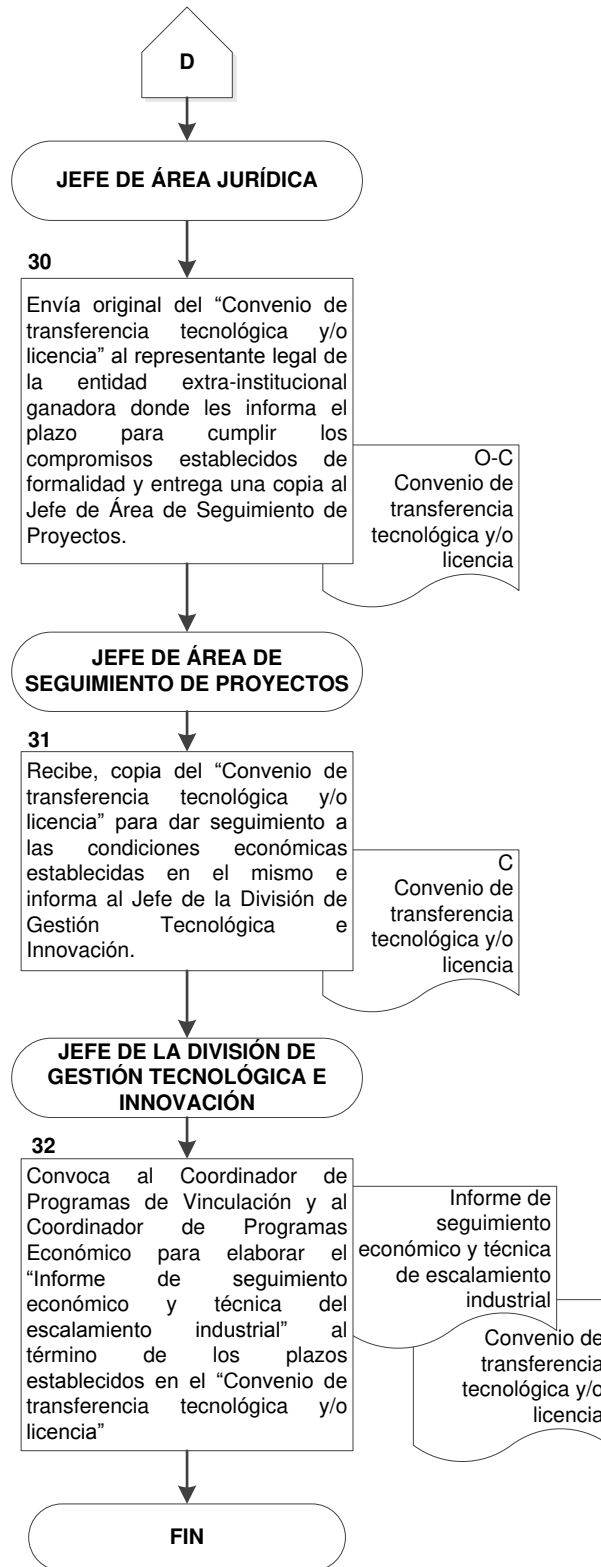 D
JEFE DE ÁREA JURÍDICA
30
Envía original del “Convenio de
transferencia tecnológica y/o
licencia” al representante legal de
la entidad extra-institucional
ganadora donde les informa el
plazo para cumplir los
compromisos establecidos de
formalidad y entrega una copia al
Jefe de Área de Seguimiento de
Proyectos.
O-C
Convenio de
transferencia
tecnológica y/o
licencia
JEFE DE ÁREA DE
SEGUIMIENTO DE PROYECTOS
31
Recibe, copia del “Convenio de
transferencia tecnológica y/o
licencia” para dar seguimiento a
las condiciones económicas
establecidas en el mismo e
informa al Jefe de la División de
Gestión Tecnológica e
Innovación.
C
Convenio de
transferencia
tecnológica y/o
licencia
JEFE DE LA DIVISIÓN DE
GESTIÓN TECNOLÓGICA E
INNOVACIÓN
32
Convoca al Coordinador de
Programas de Vinculación y al
Coordinador de Programas
Económico para elaborar el
“Informe de seguimiento
económico y técnica del
escalamiento industrial” al
término de los plazos
establecidos en el “Convenio de
transferencia tecnológica y/o
licencia”
Informe de
seguimiento
económico y técnica
de escalamiento
industrial
Convenio de
transferencia
tecnológica y/o
licencia
FIN